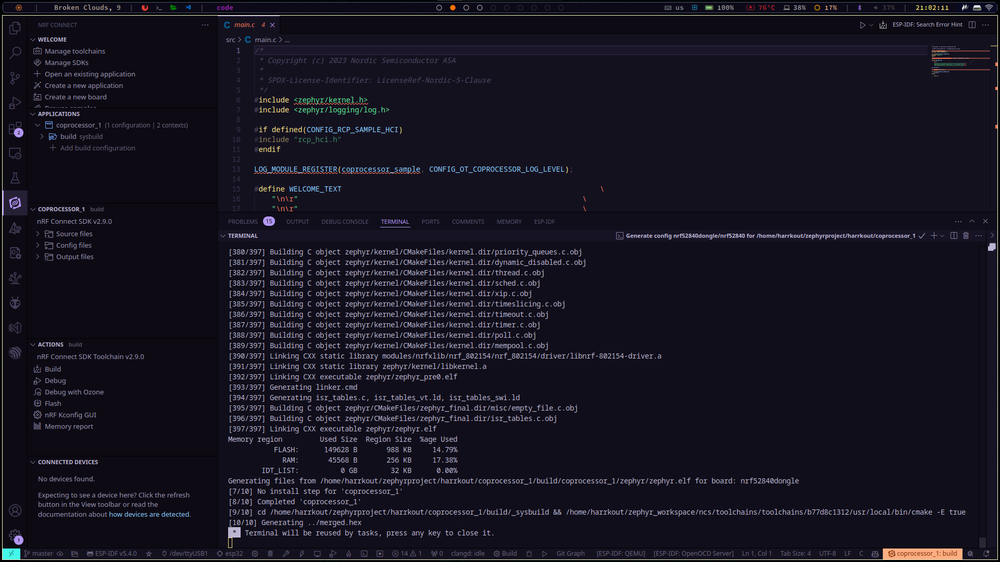 Broken Clouds, 9 | | code us 100% 76°C 38% 17% | 37% | 21:02:11
NRF CONNECT
WELCOME
Manage toolchains
Manage SDKs
Open an existing application
Create a new application
Create a new board
Browse samples
APPLICATIONS
coprocessor_1 (1 configuration | 2 contexts)
build sysbuild
Add build configuration
COPROCESSOR_1 build
nRF Connect SDK v2.9.0
Source files
Config files
Output files
ACTIONS build
nRF Connect SDK Toolchain v2.9.0
Build
Debug
Debug with Ozone
Flash
nRF Kconfig GUI
Memory report
CONNECTED DEVICES
No devices found.
Expecting to see a device here? Click the refresh
button in the View toolbar or read the
documentation about how devices are detected.
2
1
C main.c 4
ESP-IDF: Search Error Hint
src > C main.c > ...
1 /*
2 * Copyright (c) 2023 Nordic Semiconductor ASA
3 *
4 * SPDX-License-Identifier: LicenseRef-Nordic-5-Clause
5 */
6 #include <zephyr/kernel.h>
7 #include <zephyr/logging/log.h>
8
9 #if defined(CONFIG_RCP_SAMPLE_HCI)
10 #include "rcp_hci.h"
11 #endif
12
13 LOG_MODULE_REGISTER(coprocessor_sample, CONFIG_OT_COPROCESSOR_LOG_LEVEL);
14
15 #define WELCOME_TEXT \
16 "\n\r" \
17 "\n\r" \
PROBLEMS 15 OUTPUT DEBUG CONSOLE TERMINAL PORTS COMMENTS MEMORY ESP-IDF
TERMINAL
Generate config nrf52840dongle/nrf52840 for /home/harrkout/zephyrproject/harrkout/coprocessor_1
[380/397] Building C object zephyr/kernel/CMakeFiles/kernel.dir/priority_queues.c.obj
[381/397] Building C object zephyr/kernel/CMakeFiles/kernel.dir/dynamic_disabled.c.obj
[382/397] Building C object zephyr/kernel/CMakeFiles/kernel.dir/thread.c.obj
[383/397] Building C object zephyr/kernel/CMakeFiles/kernel.dir/sched.c.obj
[384/397] Building C object zephyr/kernel/CMakeFiles/kernel.dir/xip.c.obj
[385/397] Building C object zephyr/kernel/CMakeFiles/kernel.dir/timeslicing.c.obj
[386/397] Building C object zephyr/kernel/CMakeFiles/kernel.dir/timeout.c.obj
[387/397] Building C object zephyr/kernel/CMakeFiles/kernel.dir/timer.c.obj
[388/397] Building C object zephyr/kernel/CMakeFiles/kernel.dir/poll.c.obj
[389/397] Building C object zephyr/kernel/CMakeFiles/kernel.dir/mempool.c.obj
[390/397] Linking CXX static library modules/nrfxlib/nrf_802154/nrf_802154/driver/libnrf-802154-driver.a
[391/397] Linking CXX static library zephyr/kernel/libkernel.a
[392/397] Linking CXX executable zephyr/zephyr_pre0.elf
[393/397] Generating linker.cmd
[394/397] Generating isr_tables.c, isr_tables_vt.ld, isr_tables_swi.ld
[395/397] Building C object zephyr/CMakeFiles/zephyr_final.dir/misc/empty_file.c.obj
[396/397] Building C object zephyr/CMakeFiles/zephyr_final.dir/isr_tables.c.obj
[397/397] Linking CXX executable zephyr/zephyr.elf
Memory region Used Size Region Size %age Used
FLASH: 149628 B 988 KB 14.79%
RAM: 45568 B 256 KB 17.38%
IDT_LIST: 0 GB 32 KB 0.00%
Generating files from /home/harrkout/zephyrproject/harrkout/coprocessor_1/build/coprocessor_1/zephyr/zephyr.elf for board: nrf52840dongle
[7/10] No install step for 'coprocessor_1'
[8/10] Completed 'coprocessor_1'
[9/10] cd /home/harrkout/zephyrproject/harrkout/coprocessor_1/build/_sysbuild && /home/harrkout/zephyr_workspace/ncs/toolchains/toolchains/b77d8c1312/usr/local/bin/cmake -E true
[10/10] Generating ../merged.hex
* Terminal will be reused by tasks, press any key to close it.
master ESP-IDF v5.4.0 /dev/ttyUSB1 esp32 14 1 0 clangd: idle Build Git Graph [ESP-IDF: QEMU] [ESP-IDF: OpenOCD Server] Ln 1, Col 1 Tab Size: 4 UTF-8 LF C coprocessor_1: build